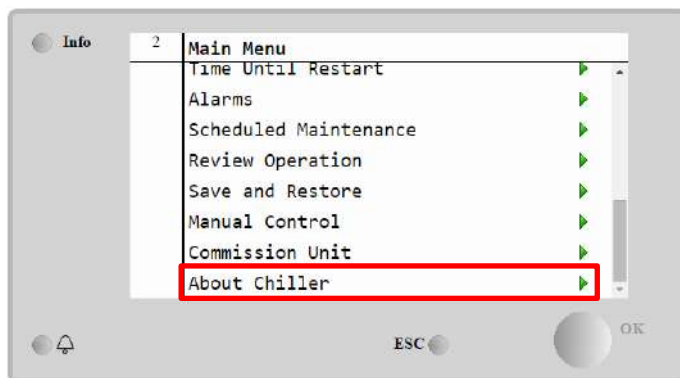 Info
2
Main Menu
Time Until Restart
Alarms
Scheduled Maintenance
Review Operation
Save and Restore
Manual Control
Commission Unit
About Chiller
ESC
OK